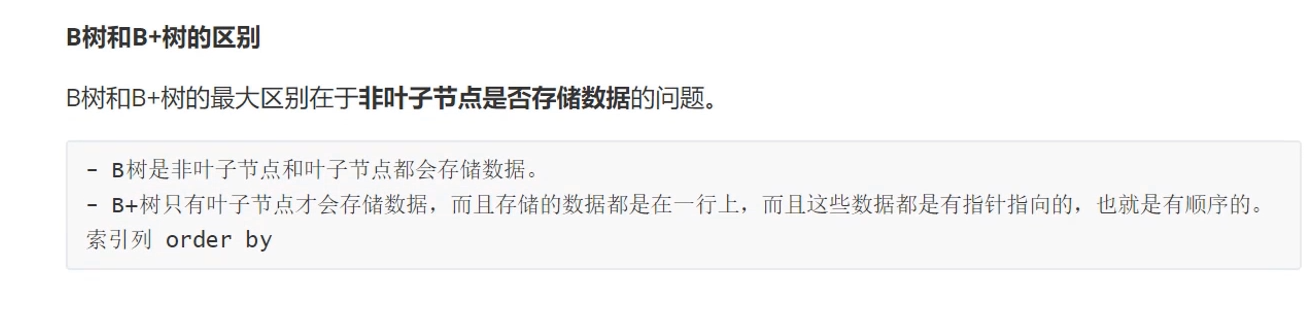 B树和B+树的区别
B树和B+树的最大区别在于非叶子节点是否存储数据的问题。
- B树是非叶子节点和叶子节点都会存储数据。
- B+树只有叶子节点才会存储数据，而且存储的数据都是在一行上，而且这些数据都是有指针指向的，也就是有顺序的。
索引列 order by